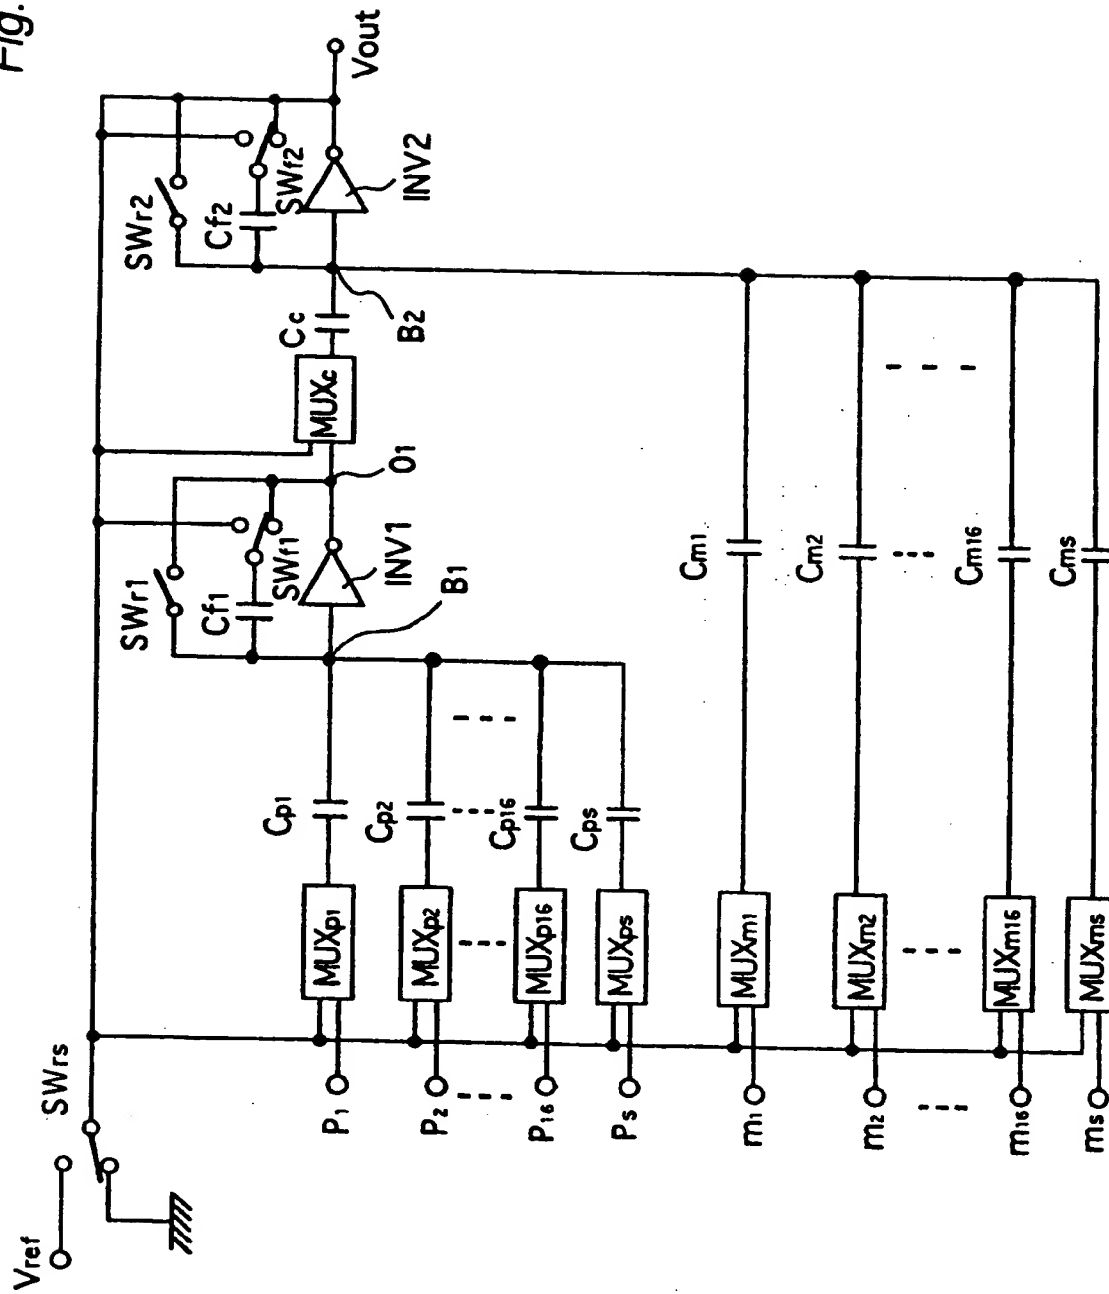 Fig.
Vref
SWrs
SWr1
Cf1
SWf1
INV1
B1
O1
MUXc
Cc
B2
SWr2
Cf2
SWf2
INV2
Vout
P1
MUXp1
Cp1
P2
MUXp2
Cp2
P16
MUXp16
Cp16
Ps
MUXps
Cps
m1
MUXm1
Cm1
m2
MUXm2
Cm2
m16
MUXm16
Cm16
ms
MUXms
Cms